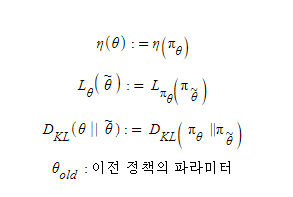 η(θ) := η(π_θ)
L_θ(θ̃) := L_{π_θ}(π_θ̃)
D_KL(θ || θ̃) := D_KL(π_θ ||π_θ̃)
θ_old : 이전 정책의 파라미터